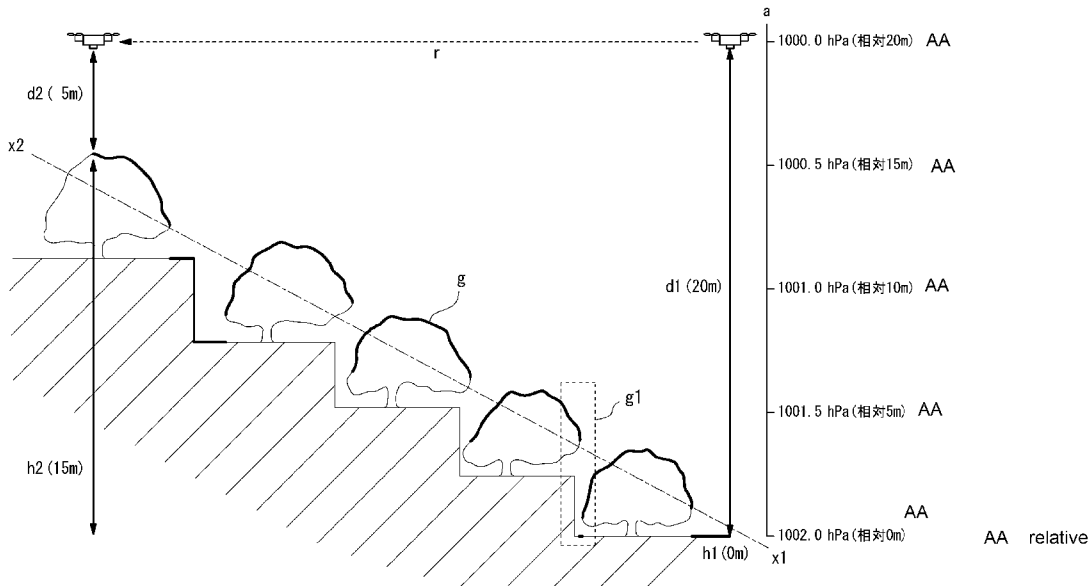 a
1000.0 hPa(相対20m) AA
r
d2( 5m)
x2
1000.5 hPa(相対15m) AA
g
d1(20m)
1001.0 hPa(相対10m) AA
g1
1001.5 hPa(相対5m) AA
h2(15m)
AA
1002.0 hPa(相対0m) AA relative
h1(0m)
x1